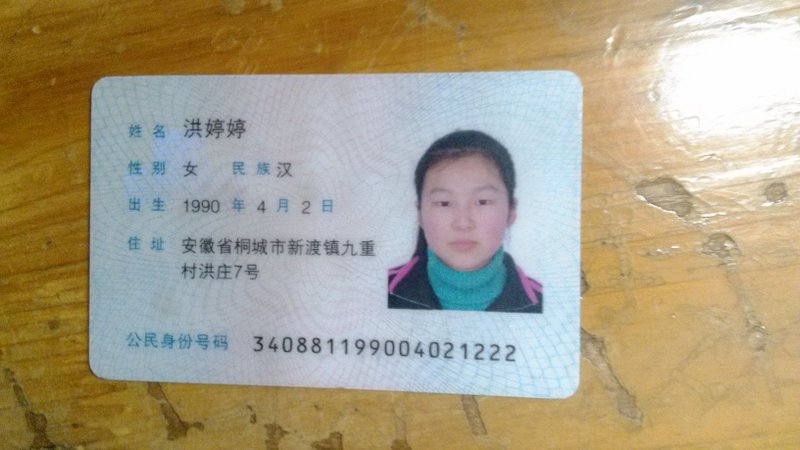 姓名 洪婷婷
性别 女 民族 汉
出生 1990 年 4 月 2 日
住址 安徽省桐城市新渡镇九重
村洪庄7号
公民身份号码 340881199004021222